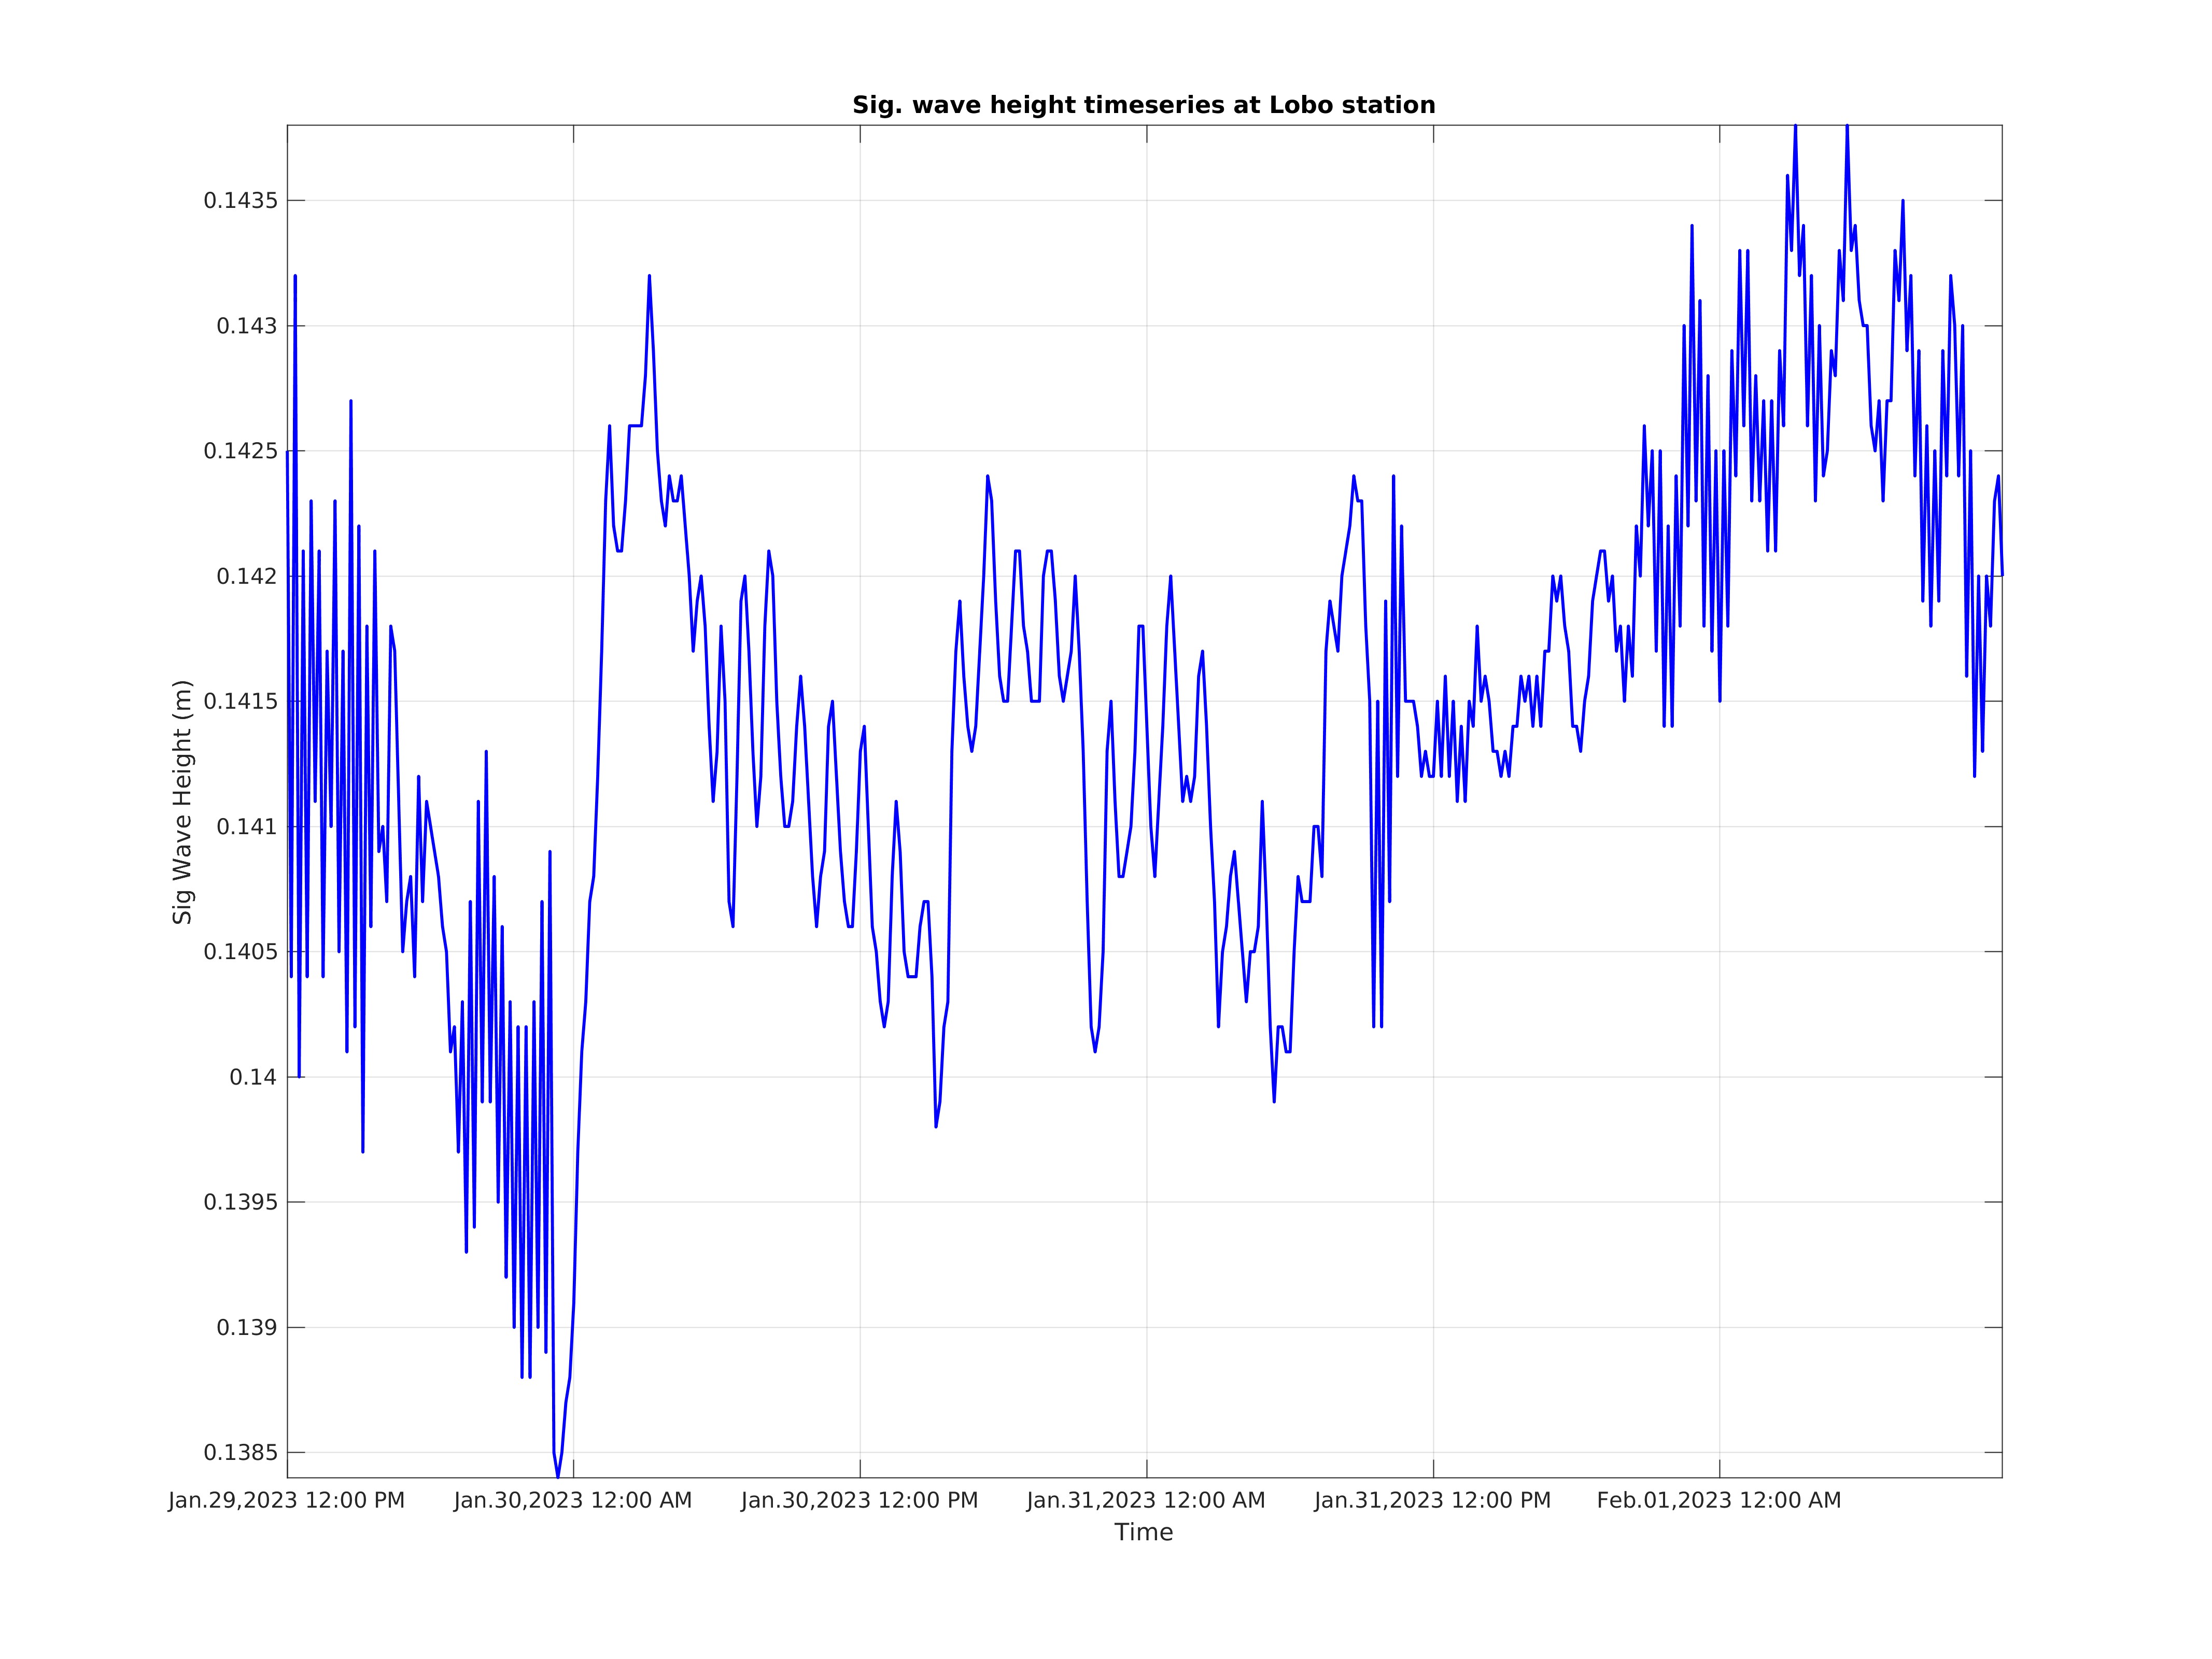 Sig. wave height timeseries at Lobo station
0.1435
0.143
0.1425
0.142
0.1415
0.141
0.1405
0.14
0.1395
0.139
0.1385
Sig Wave Height (m)
Jan.29,2023 12:00 PM Jan.30,2023 12:00 AM Jan.30,2023 12:00 PM Jan.31,2023 12:00 AM Jan.31,2023 12:00 PM Feb.01,2023 12:00 AM
Time